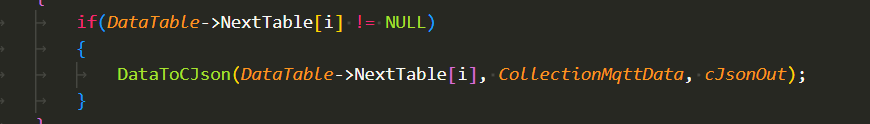 {
if(DataTable->NextTable[i] != NULL)
{
DataToCJson(DataTable->NextTable[i], CollectionMqttData, cJsonOut);
}
}